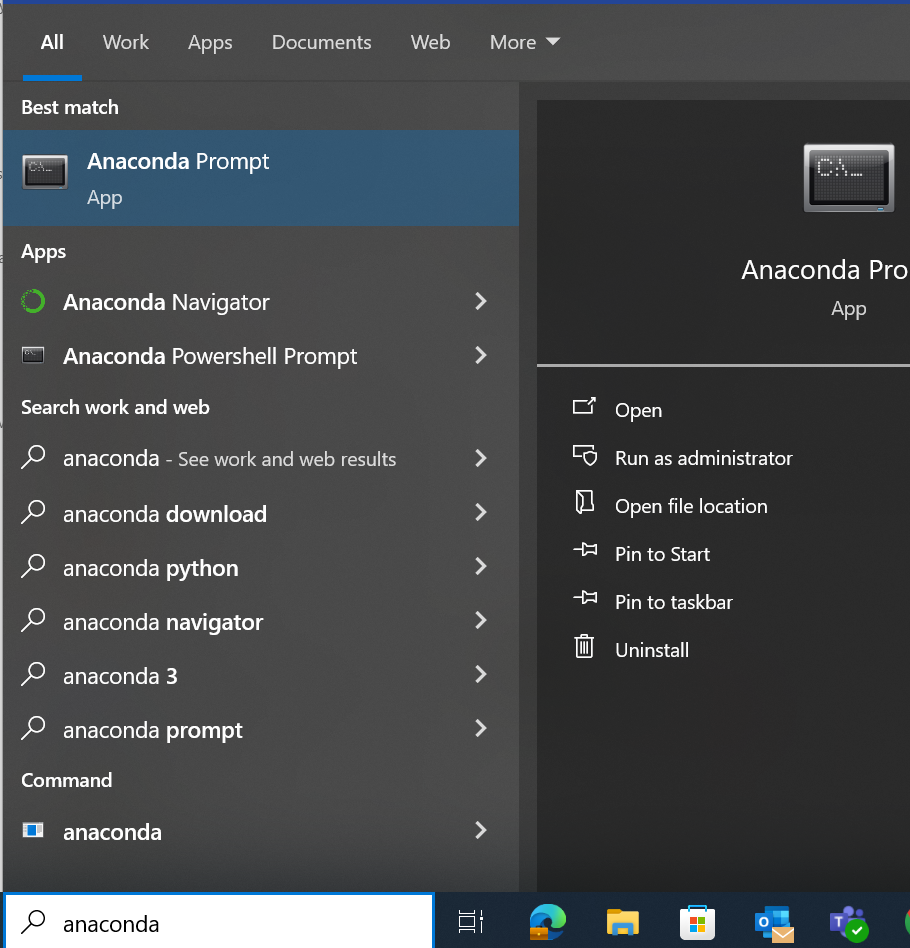 All Work Apps Documents Web More
Best match
Anaconda Prompt
App
Apps
Anaconda Navigator
Anaconda Powershell Prompt
Search work and web
anaconda - See work and web results
anaconda download
anaconda python
anaconda navigator
anaconda 3
anaconda prompt
Command
anaconda
anaconda
C:\_
Anaconda Pro
App
Open
Run as administrator
Open file location
Pin to Start
Pin to taskbar
Uninstall